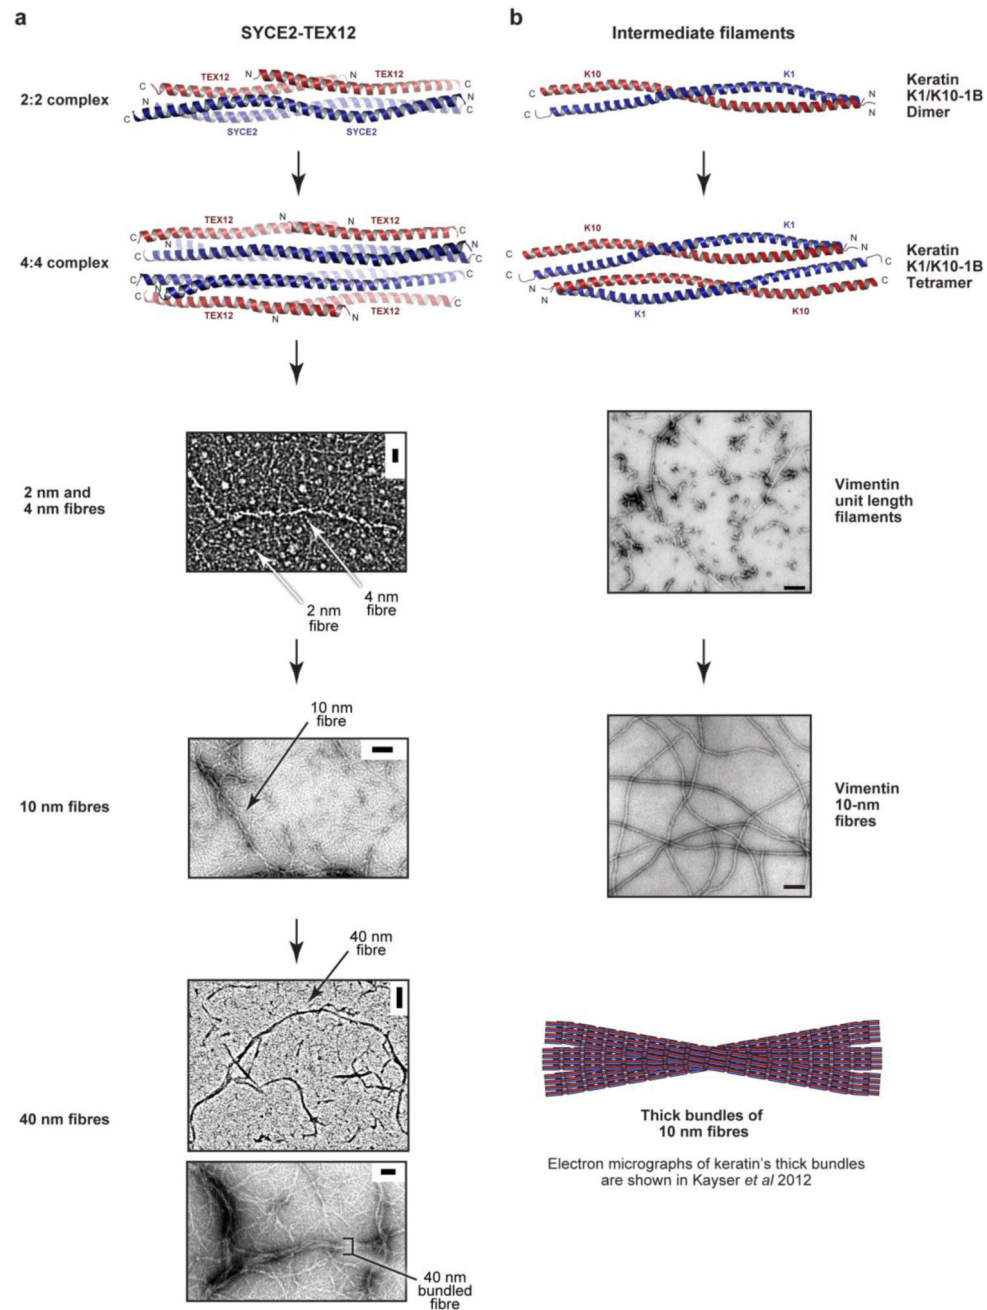 a
SYCE2-TEX12
2:2 complex
TEX12
N
N
TEX12
C
C
N
N
C
C
SYCE2
SYCE2
4:4 complex
TEX12
N
N
TEX12
C
C
N
N
C
C
C
C
N
N
C
C
TEX12
N
N
TEX12
2 nm and
4 nm fibres
2 nm
fibre
4 nm
fibre
10 nm
fibre
10 nm fibres
40 nm
fibre
40 nm fibres
40 nm
bundled
fibre
b
Intermediate filaments
K10
K1
C
C
N
N
Keratin
K1/K10-1B
Dimer
K10
K1
C
C
N
N
N
N
C
C
K1
K10
Keratin
K1/K10-1B
Tetramer
Vimentin
unit length
filaments
Vimentin
10-nm
fibres
Thick bundles of
10 nm fibres
Electron micrographs of keratin's thick bundles
are shown in Kayser et al 2012